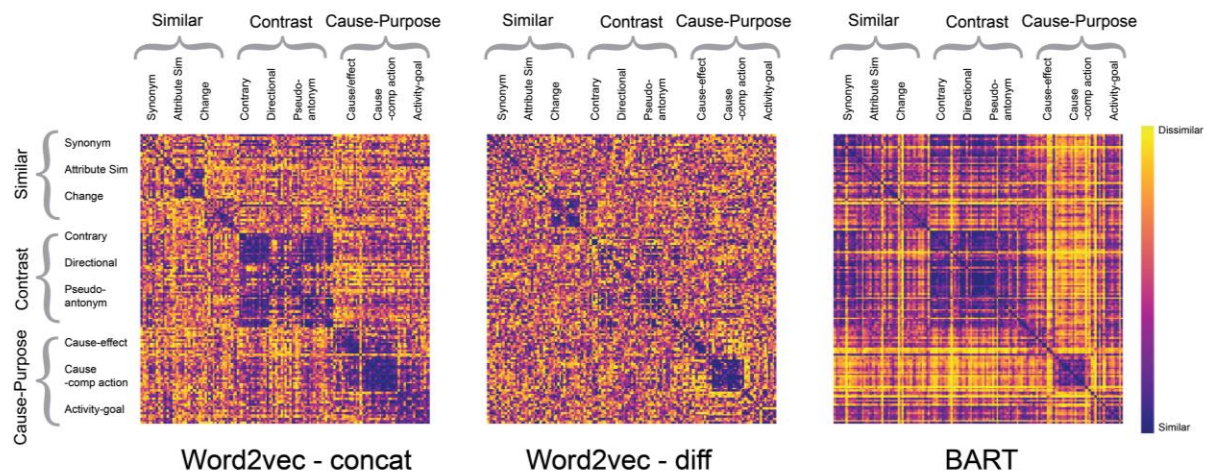 Similar Contrast Cause-Purpose Similar Contrast Cause-Purpose Similar Contrast Cause-Purpose
Synonym
Attribute Sim
Change
Contrary
Directional
Pseudo-
antonym
Cause/effect
Cause
-comp action
Activity-goal
Synonym
Attribute Sim
Change
Contrary
Directional
Pseudo-
antonym
Cause-effect
Cause
-comp action
Activity-goal
Synonym
Attribute Sim
Change
Contrary
Directional
Pseudo-
antonym
Cause-effect
Cause
-comp action
Activity-goal
Similar
Synonym
Attribute Sim
Change
Contrast
Contrary
Directional
Pseudo-
antonym
Cause-Purpose
Cause-effect
Cause
-comp action
Activity-goal
Dissimilar
Similar
Word2vec - concat
Word2vec - diff
BART